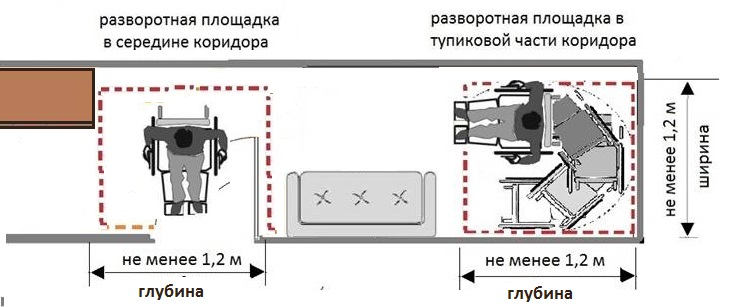 разворотная площадка
в середине коридора
разворотная площадка в
тупиковой части коридора
не менее 1,2 м
ширина
не менее 1,2 м
глубина
не менее 1,2 м
глубина